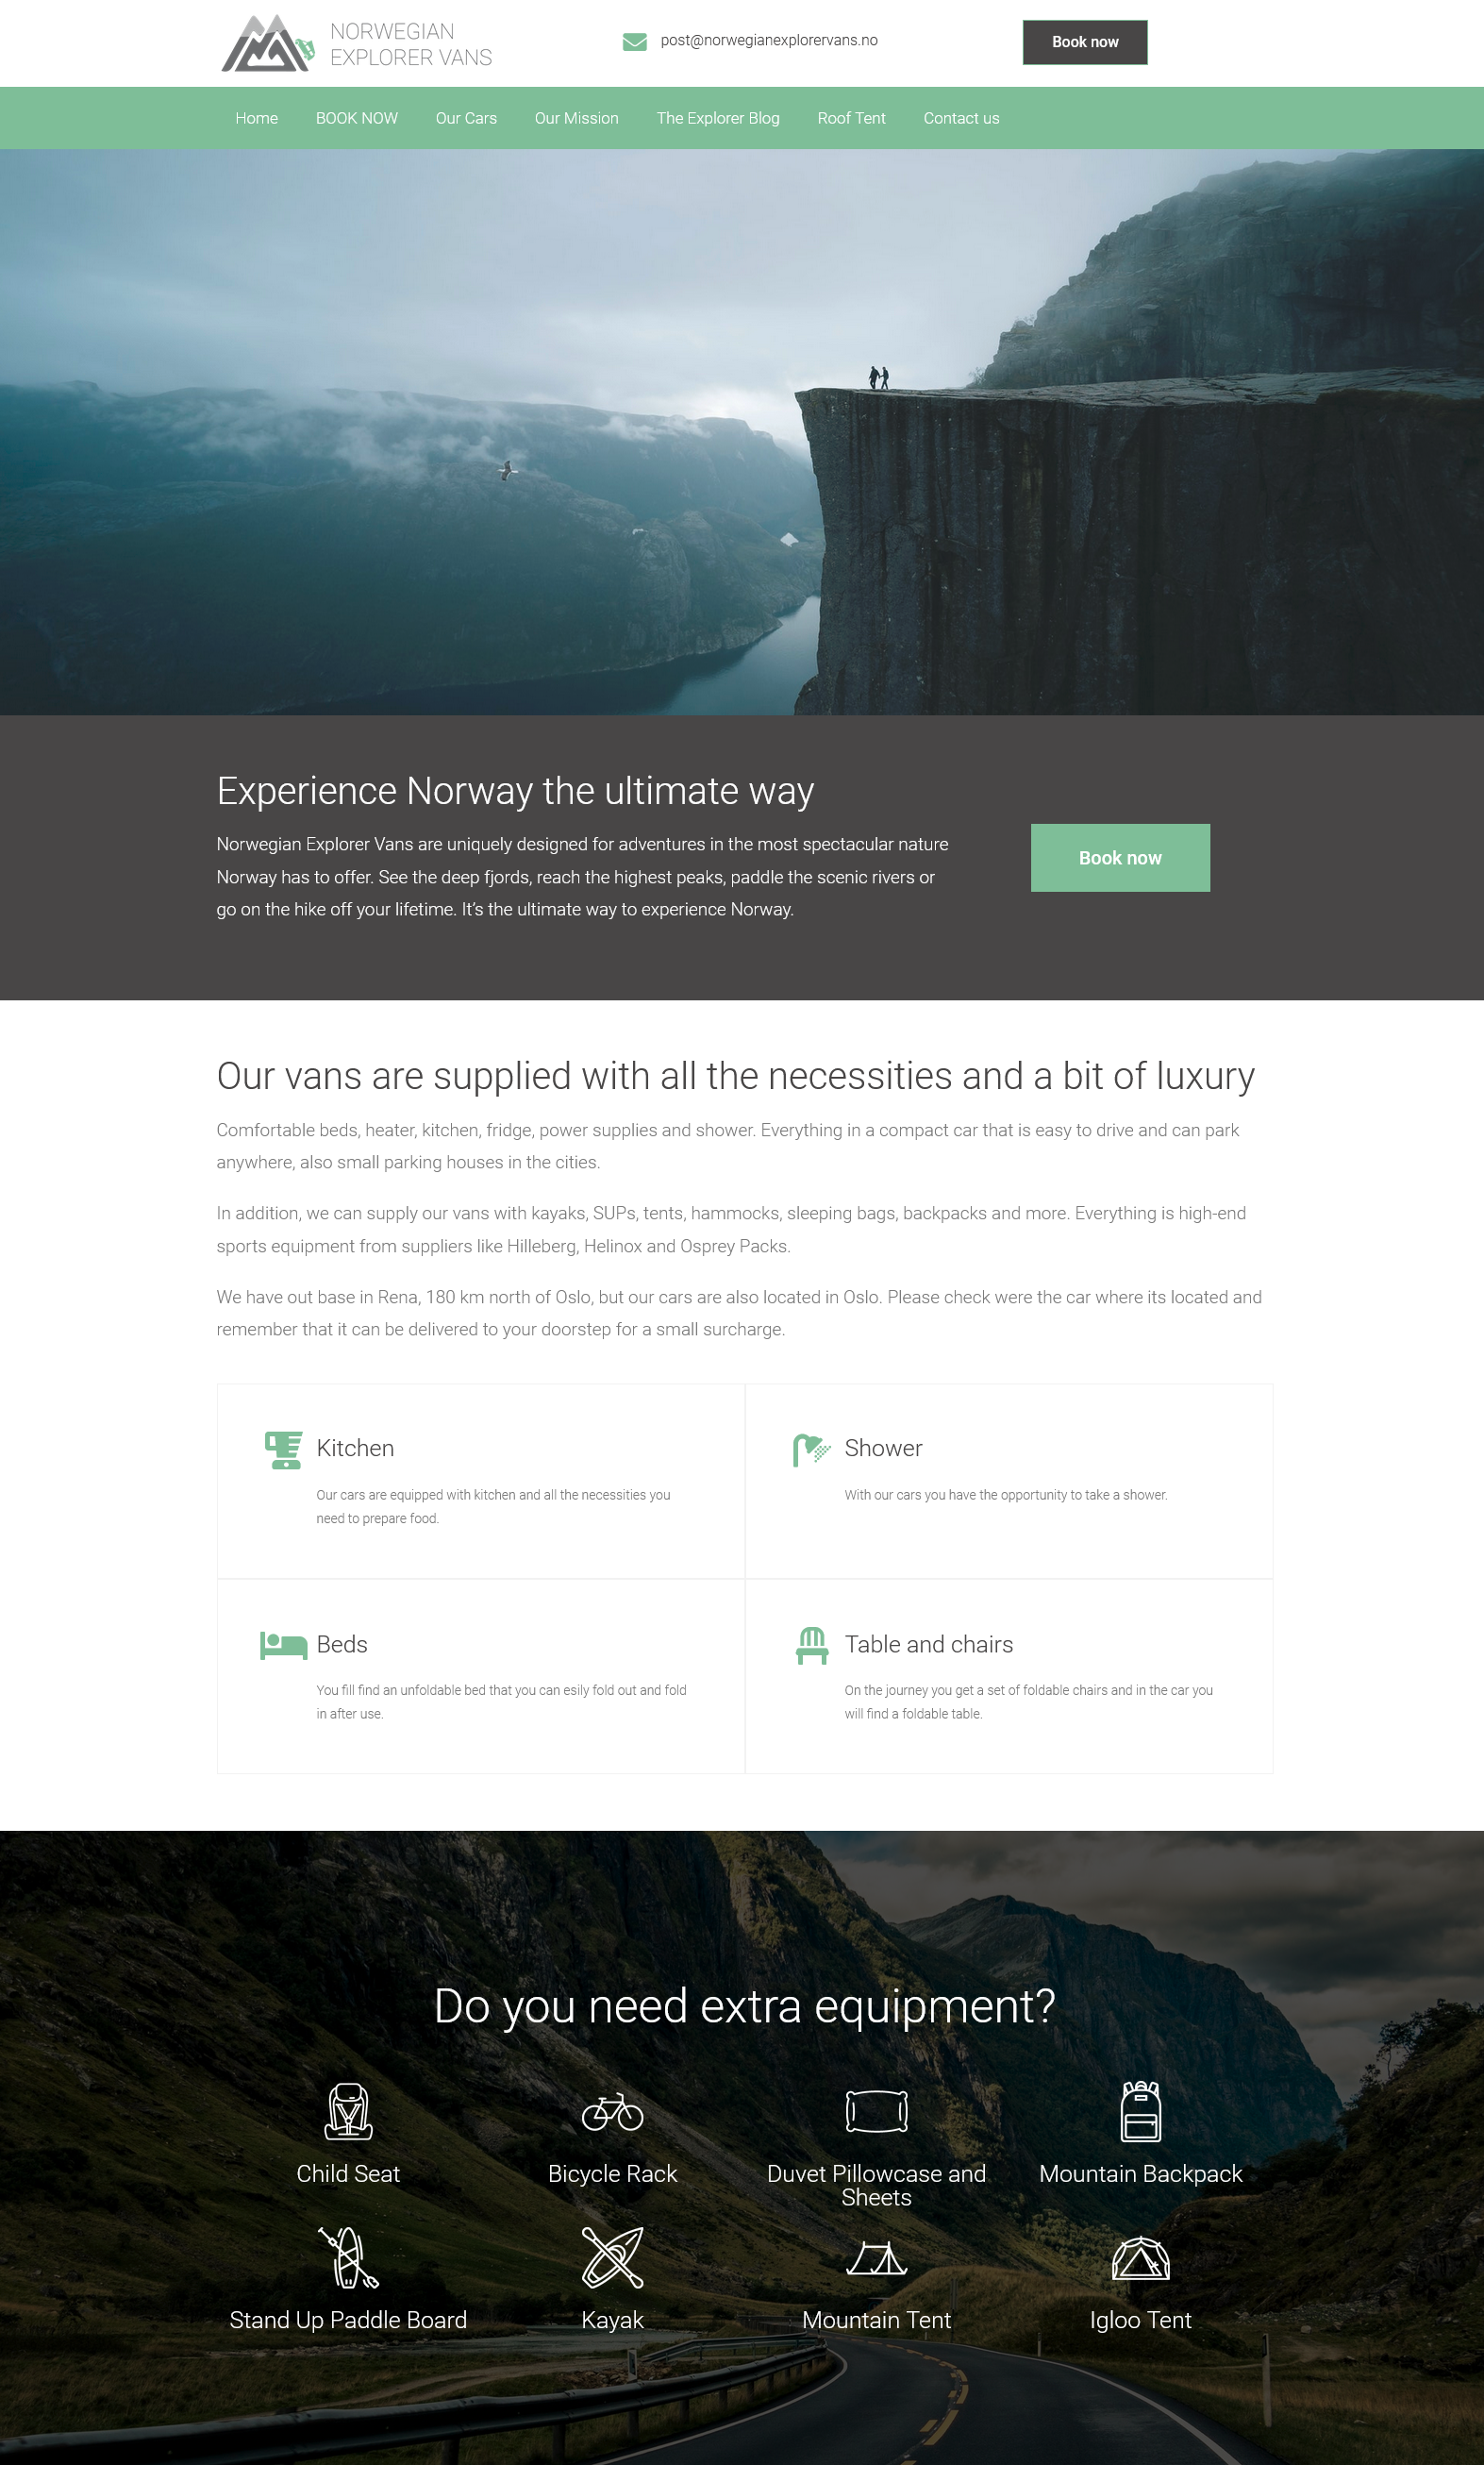 NORWEGIAN
EXPLORER VANS
post@norwegianexplorervans.no
Book now
Home BOOK NOW Our Cars Our Mission The Explorer Blog Roof Tent Contact us
Experience Norway the ultimate way
Norwegian Explorer Vans are uniquely designed for adventures in the most spectacular nature
Norway has to offer. See the deep fjords, reach the highest peaks, paddle the scenic rivers or
go on the hike off your lifetime. It’s the ultimate way to experience Norway.
Book now
Our vans are supplied with all the necessities and a bit of luxury
Comfortable beds, heater, kitchen, fridge, power supplies and shower. Everything in a compact car that is easy to drive and can park
anywhere, also small parking houses in the cities.
In addition, we can supply our vans with kayaks, SUPs, tents, hammocks, sleeping bags, backpacks and more. Everything is high-end
sports equipment from suppliers like Hilleberg, Helinox and Osprey Packs.
We have out base in Rena, 180 km north of Oslo, but our cars are also located in Oslo. Please check were the car where its located and
remember that it can be delivered to your doorstep for a small surcharge.
Kitchen
Our cars are equipped with kitchen and all the necessities you
need to prepare food.
Shower
With our cars you have the opportunity to take a shower.
Beds
You fill find an unfoldable bed that you can esily fold out and fold
in after use.
Table and chairs
On the journey you get a set of foldable chairs and in the car you
will find a foldable table.
Do you need extra equipment?
Child Seat
Bicycle Rack
Duvet Pillowcase and
Sheets
Mountain Backpack
Stand Up Paddle Board
Kayak
Mountain Tent
Igloo Tent